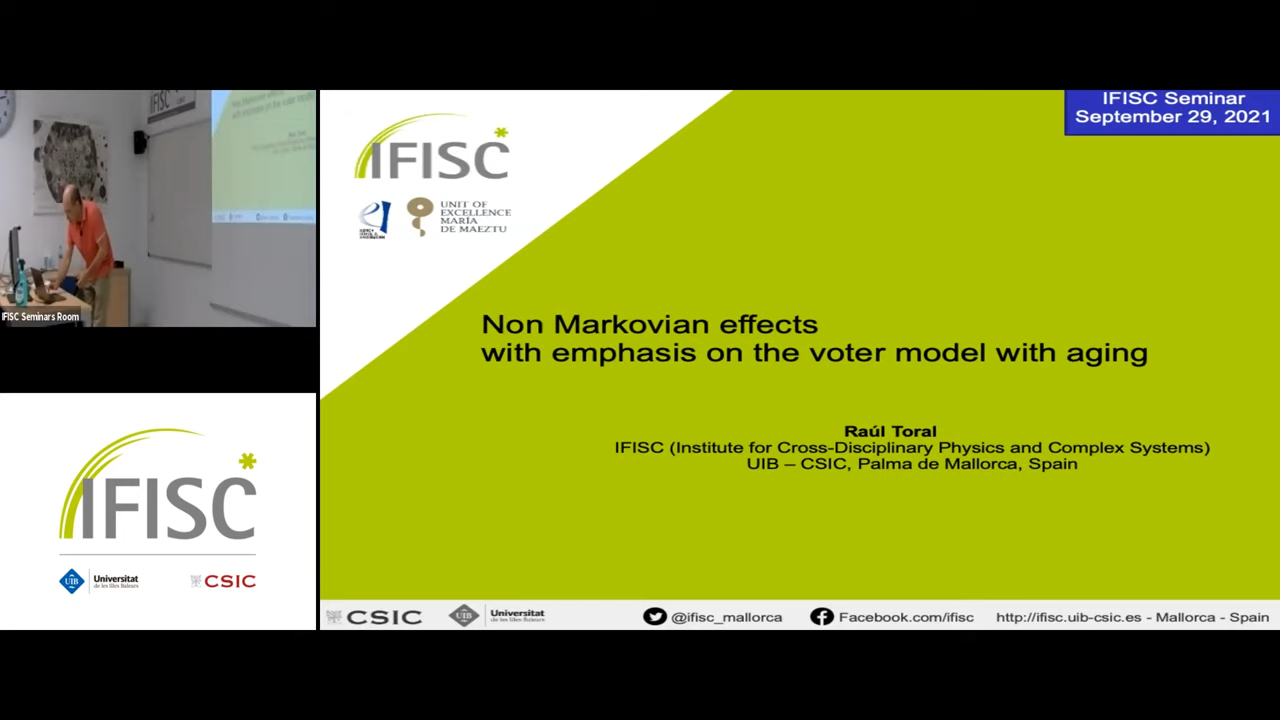 IFISC
IFISC Seminars Room
IFISC
UIB
Universitat
de les Illes Balears
CSIC
IFISC Seminar
September 29, 2021
IFISC
UNIT OF
EXCELLENCE
MARÍA
DE MAEZTU
Non Markovian effects
with emphasis on the voter model with aging
Raúl Toral
IFISC (Institute for Cross-Disciplinary Physics and Complex Systems)
UIB – CSIC, Palma de Mallorca, Spain
CSIC
UIB
Universitat
de les Illes Balears
@ifisc_mallorca
Facebook.com/ifisc
http://ifisc.uib-csic.es - Mallorca - Spain